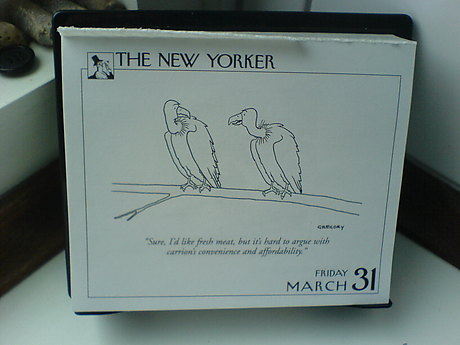 THE NEW YORKER
GREGORY
"Sure, I'd like fresh meat, but it's hard to argue with
carrion's convenience and affordability."
FRIDAY
MARCH 31